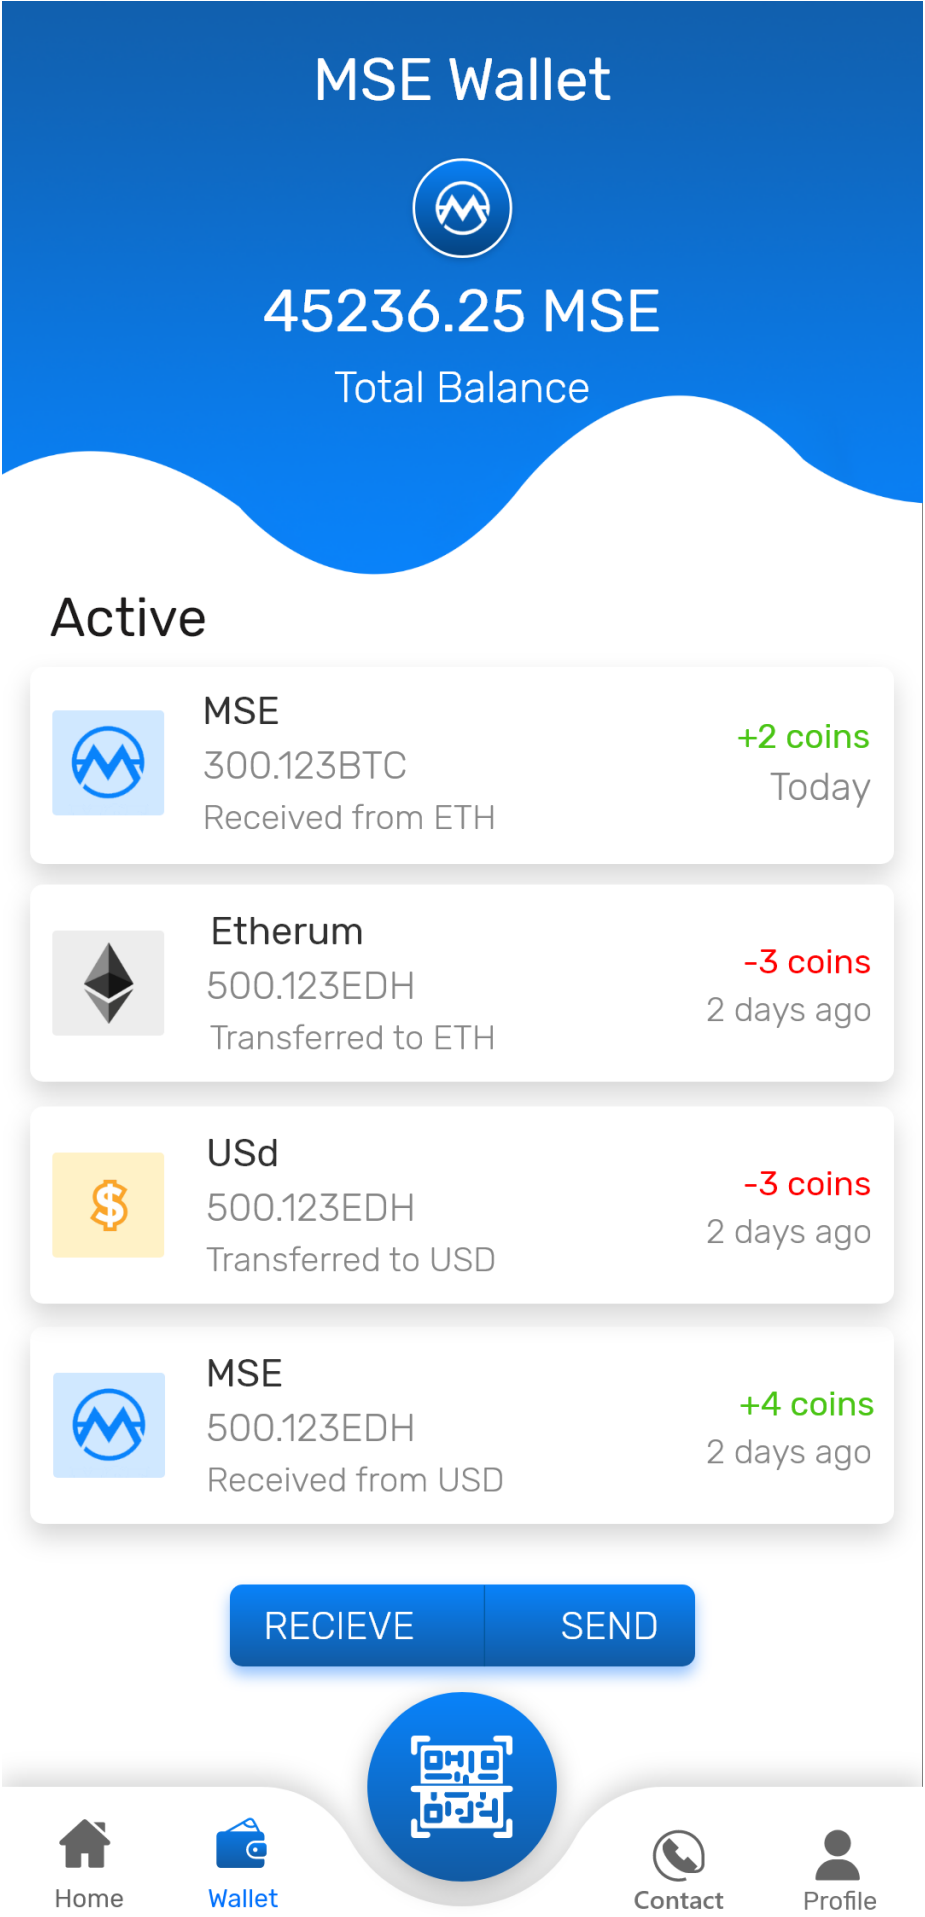 MSE Wallet
45236.25 MSE
Total Balance
Active
MSE
300.123BTC
Received from ETH
+2 coins
Today
Etherum
500.123EDH
Transferred to ETH
-3 coins
2 days ago
USd
500.123EDH
Transferred to USD
-3 coins
2 days ago
MSE
500.123EDH
Received from USD
+4 coins
2 days ago
RECIEVE
SEND
Home
Wallet
Contact
Profile